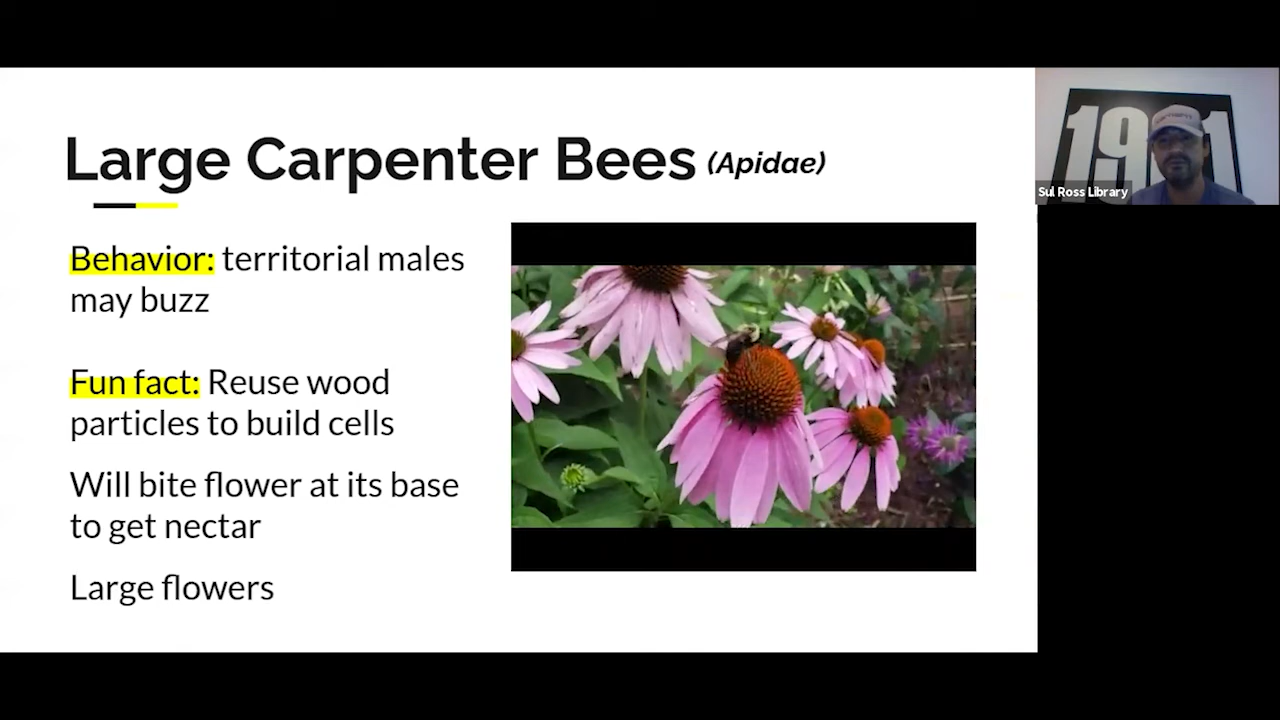 Large Carpenter Bees (Apidae)
Behavior: territorial males
may buzz
Fun fact: Reuse wood
particles to build cells
Will bite flower at its base
to get nectar
Large flowers
Sul Ross Library